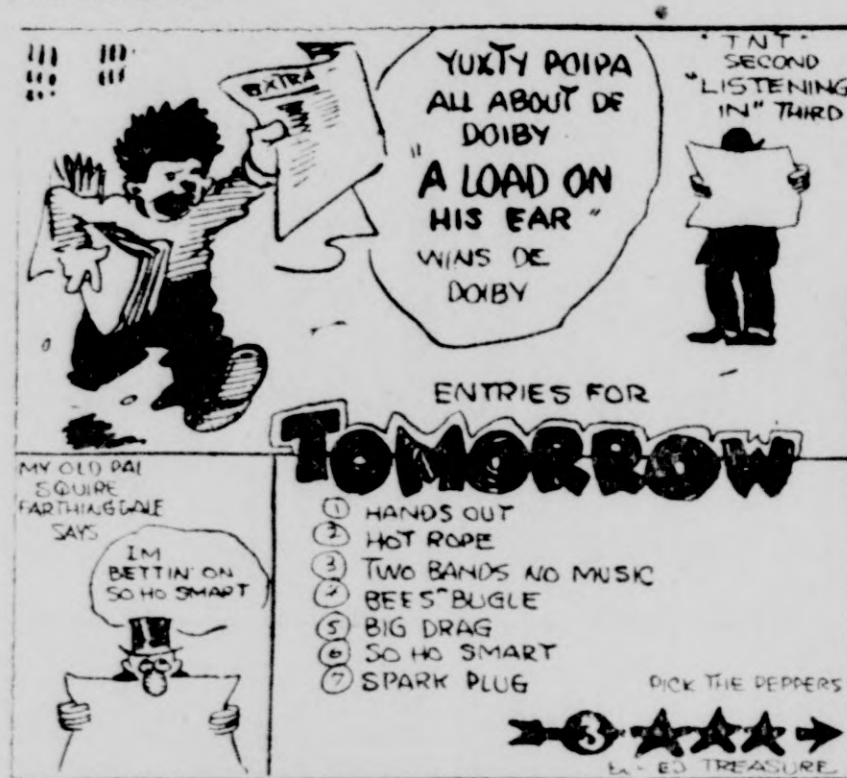 EXTRA
YUXTY POIPA
ALL ABOUT DE
DOIBY
"A LOAD ON
HIS EAR"
WINS DE
DOIBY
"TNT"
SECOND
"LISTENING
IN" THIRD
ENTRIES FOR
TOMORROW
MY OLD PAL
SQUIRE
FARTHINGDALE
SAYS
IM
BETTIN' ON
SO HO SMART
① HANDS OUT
② HOT ROPE
③ TWO BANDS NO MUSIC
④ BEES BUGLE
⑤ BIG DRAG
⑥ SO HO SMART
⑦ SPARK PLUG
PICK THE PEPPERS
3
ED TREASURE